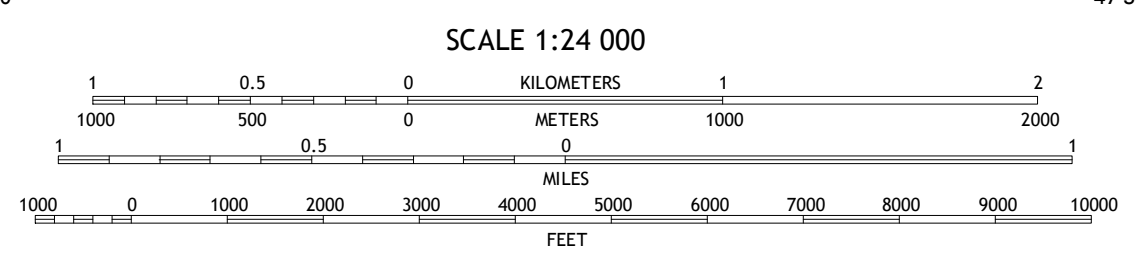 SCALE 1:24 000
1 0.5 0 KILOMETERS 1 2
1000 500 0 METERS 1000 2000
1 0.5 0 1
MILES
1000 0 1000 2000 3000 4000 5000 6000 7000 8000 9000 10000
FEET